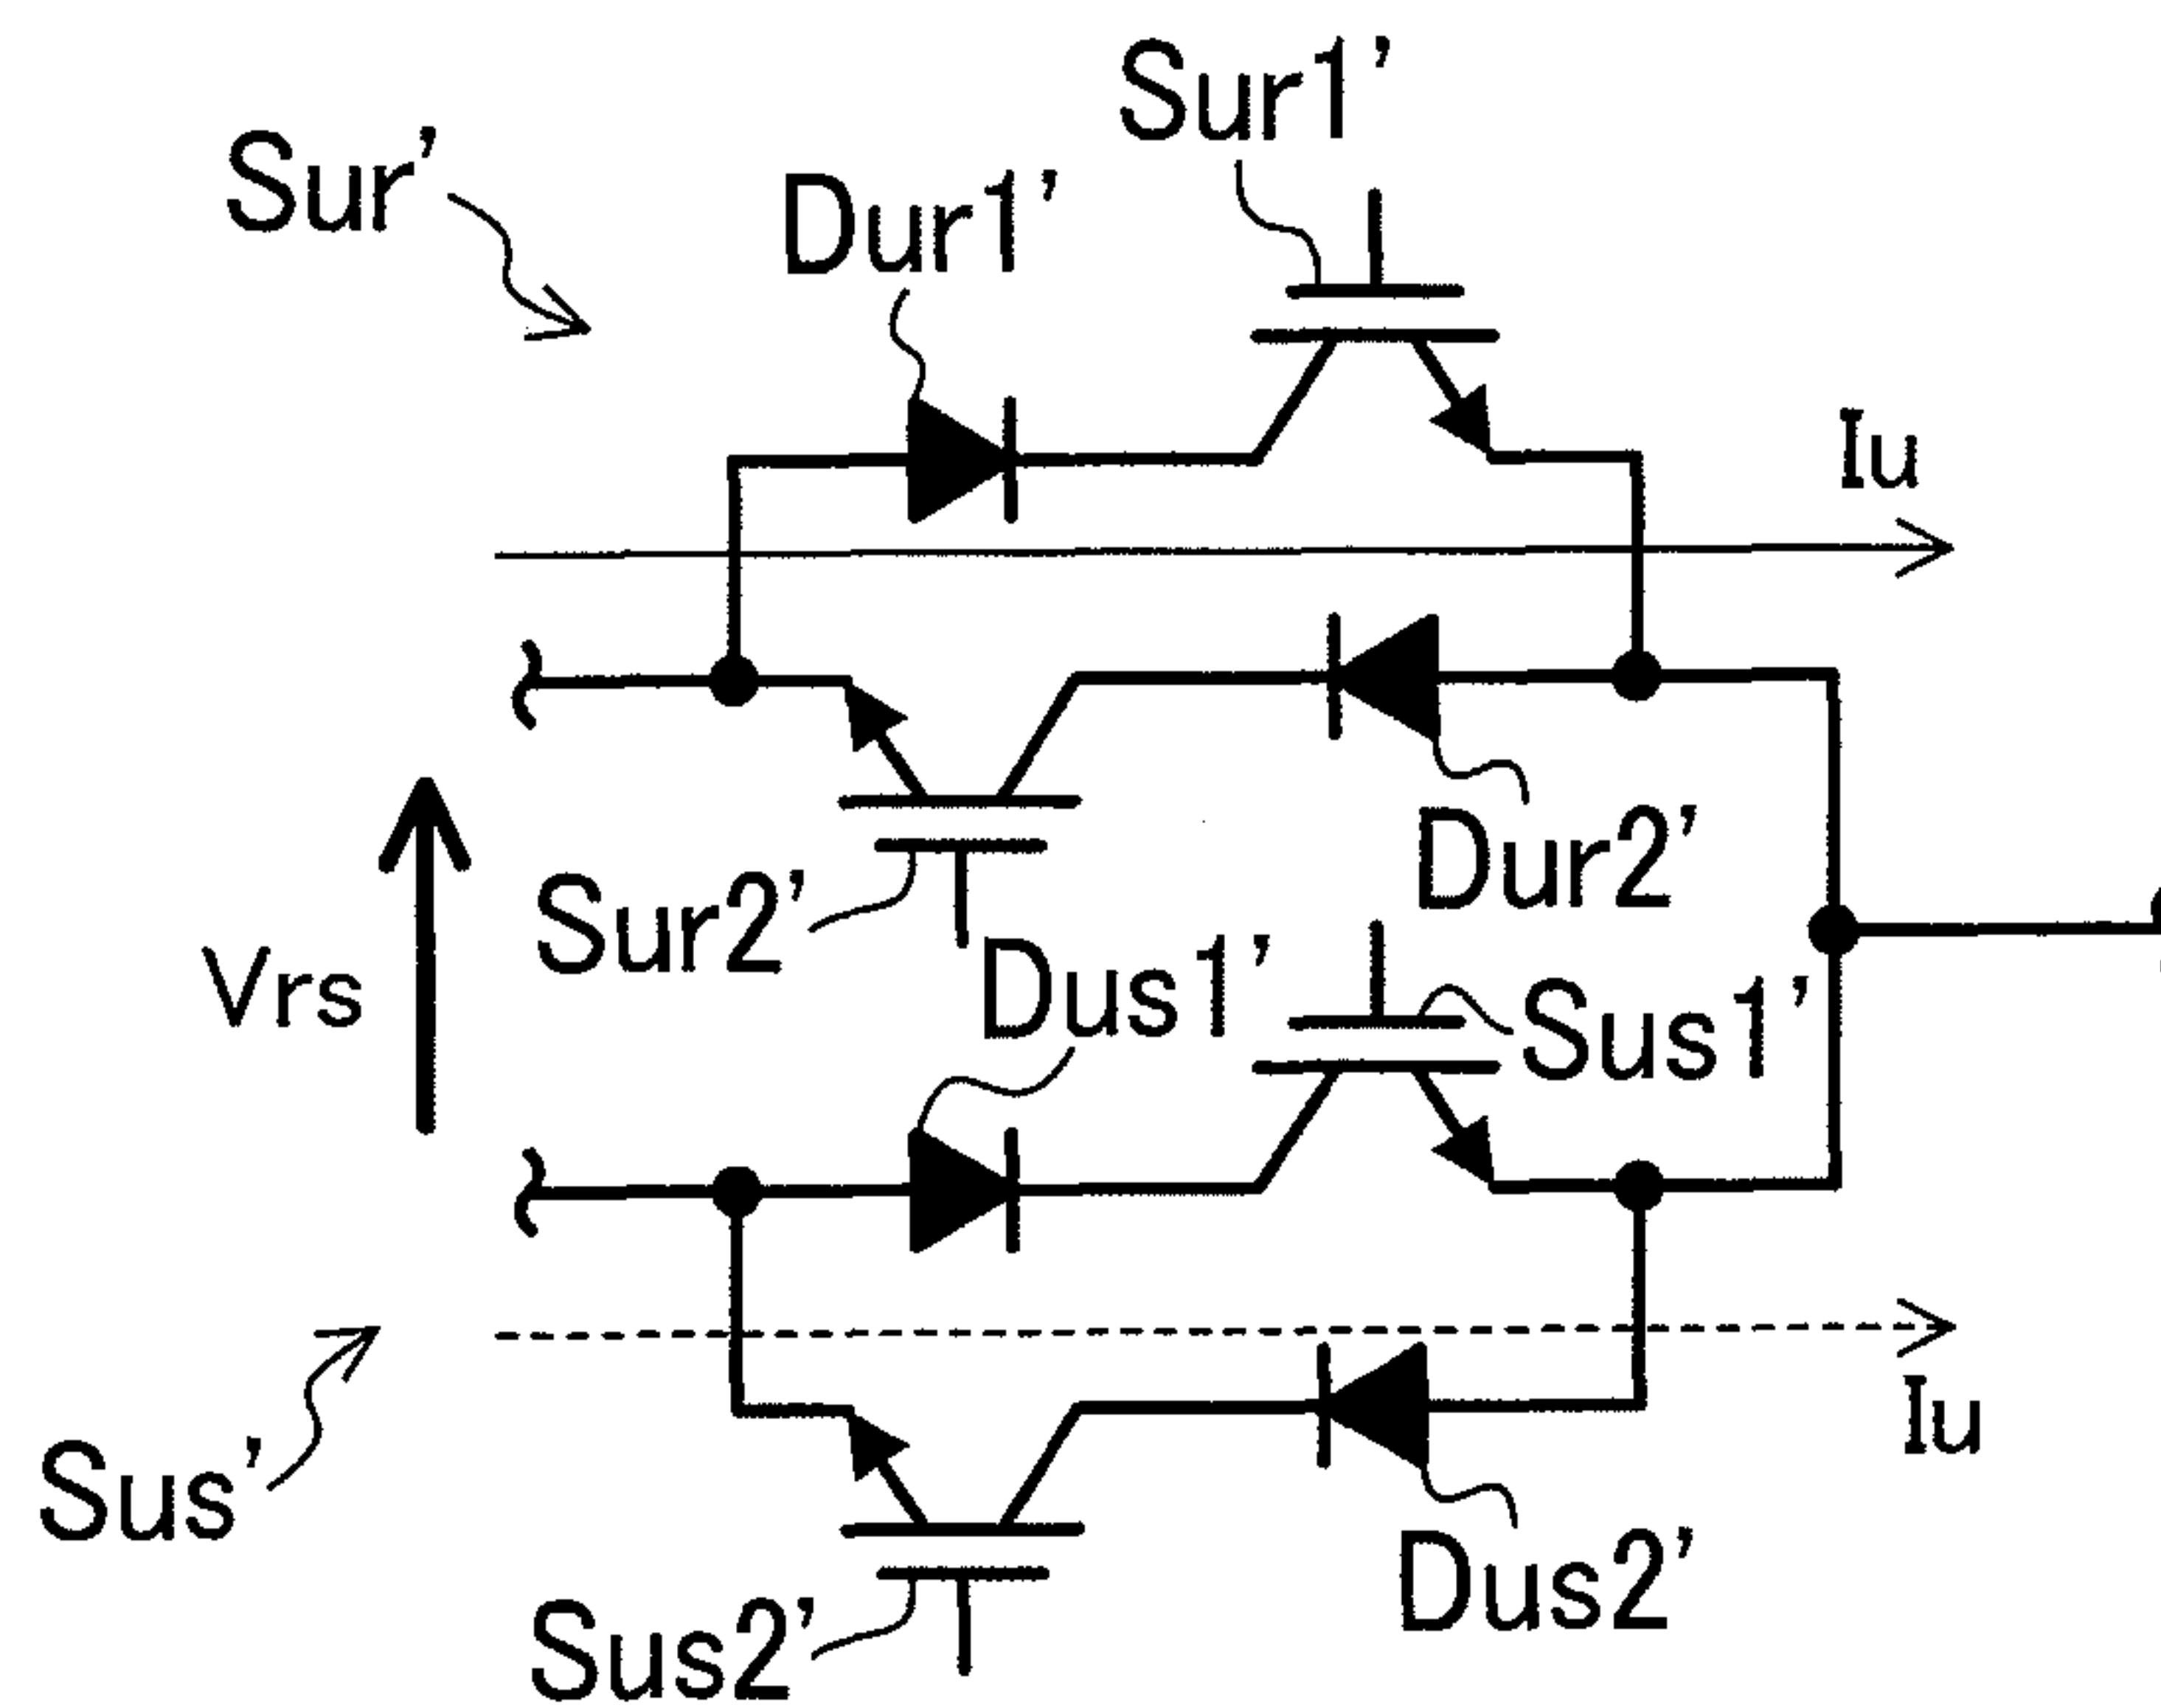 Sur1’
Sur’
Dur1’
Iu
Dur2’
Sur2’
Vrs
Dus1’
Sus1’
Iu
Sus’
Dus2’
Sus2’